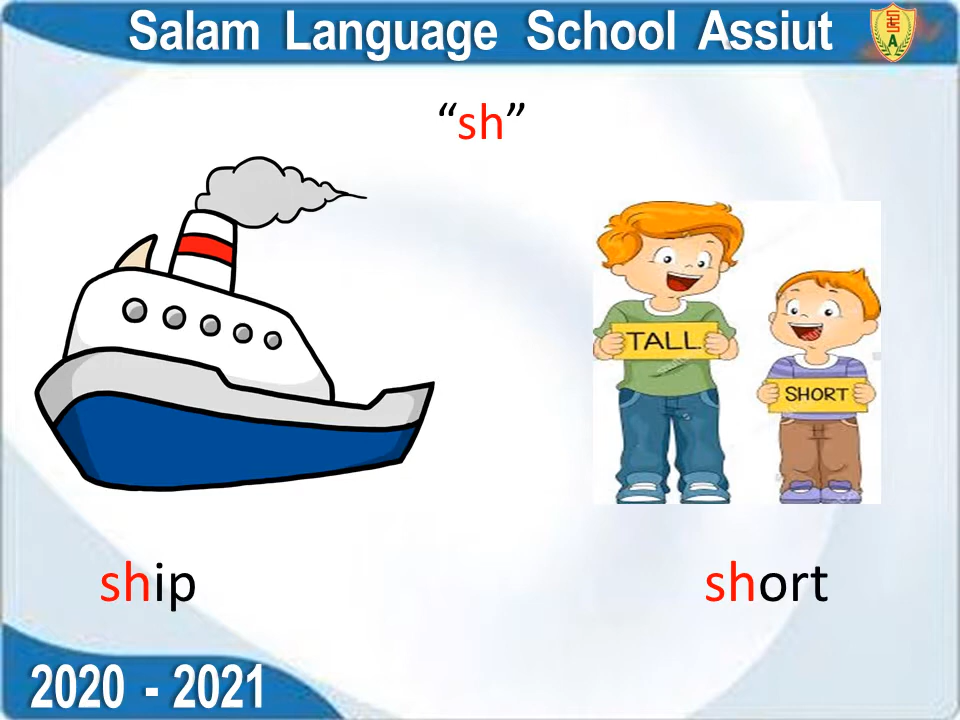 Salam Language School Assiut
“sh”
TALL
SHORT
ship
short
2020 - 2021